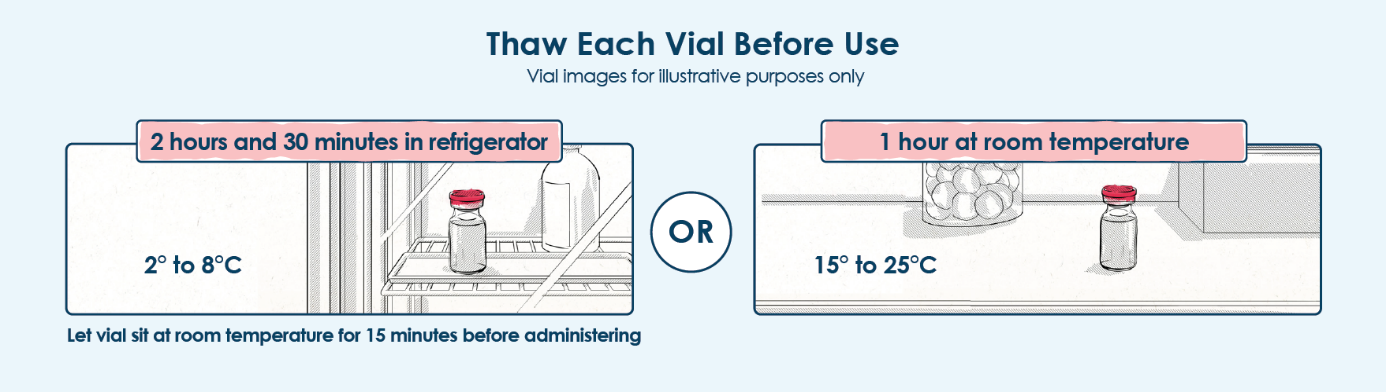 Thaw Each Vial Before Use
Vial images for illustrative purposes only
2 hours and 30 minutes in refrigerator
2° to 8°C
Let vial sit at room temperature for 15 minutes before administering
OR
1 hour at room temperature
15° to 25°C